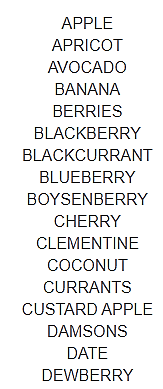 APPLE
APRICOT
AVOCADO
BANANA
BERRIES
BLACKBERRY
BLACKCURRANT
BLUEBERRY
BOYSENBERRY
CHERRY
CLEMENTINE
COCONUT
CURRANTS
CUSTARD APPLE
DAMSONS
DATE
DEWBERRY